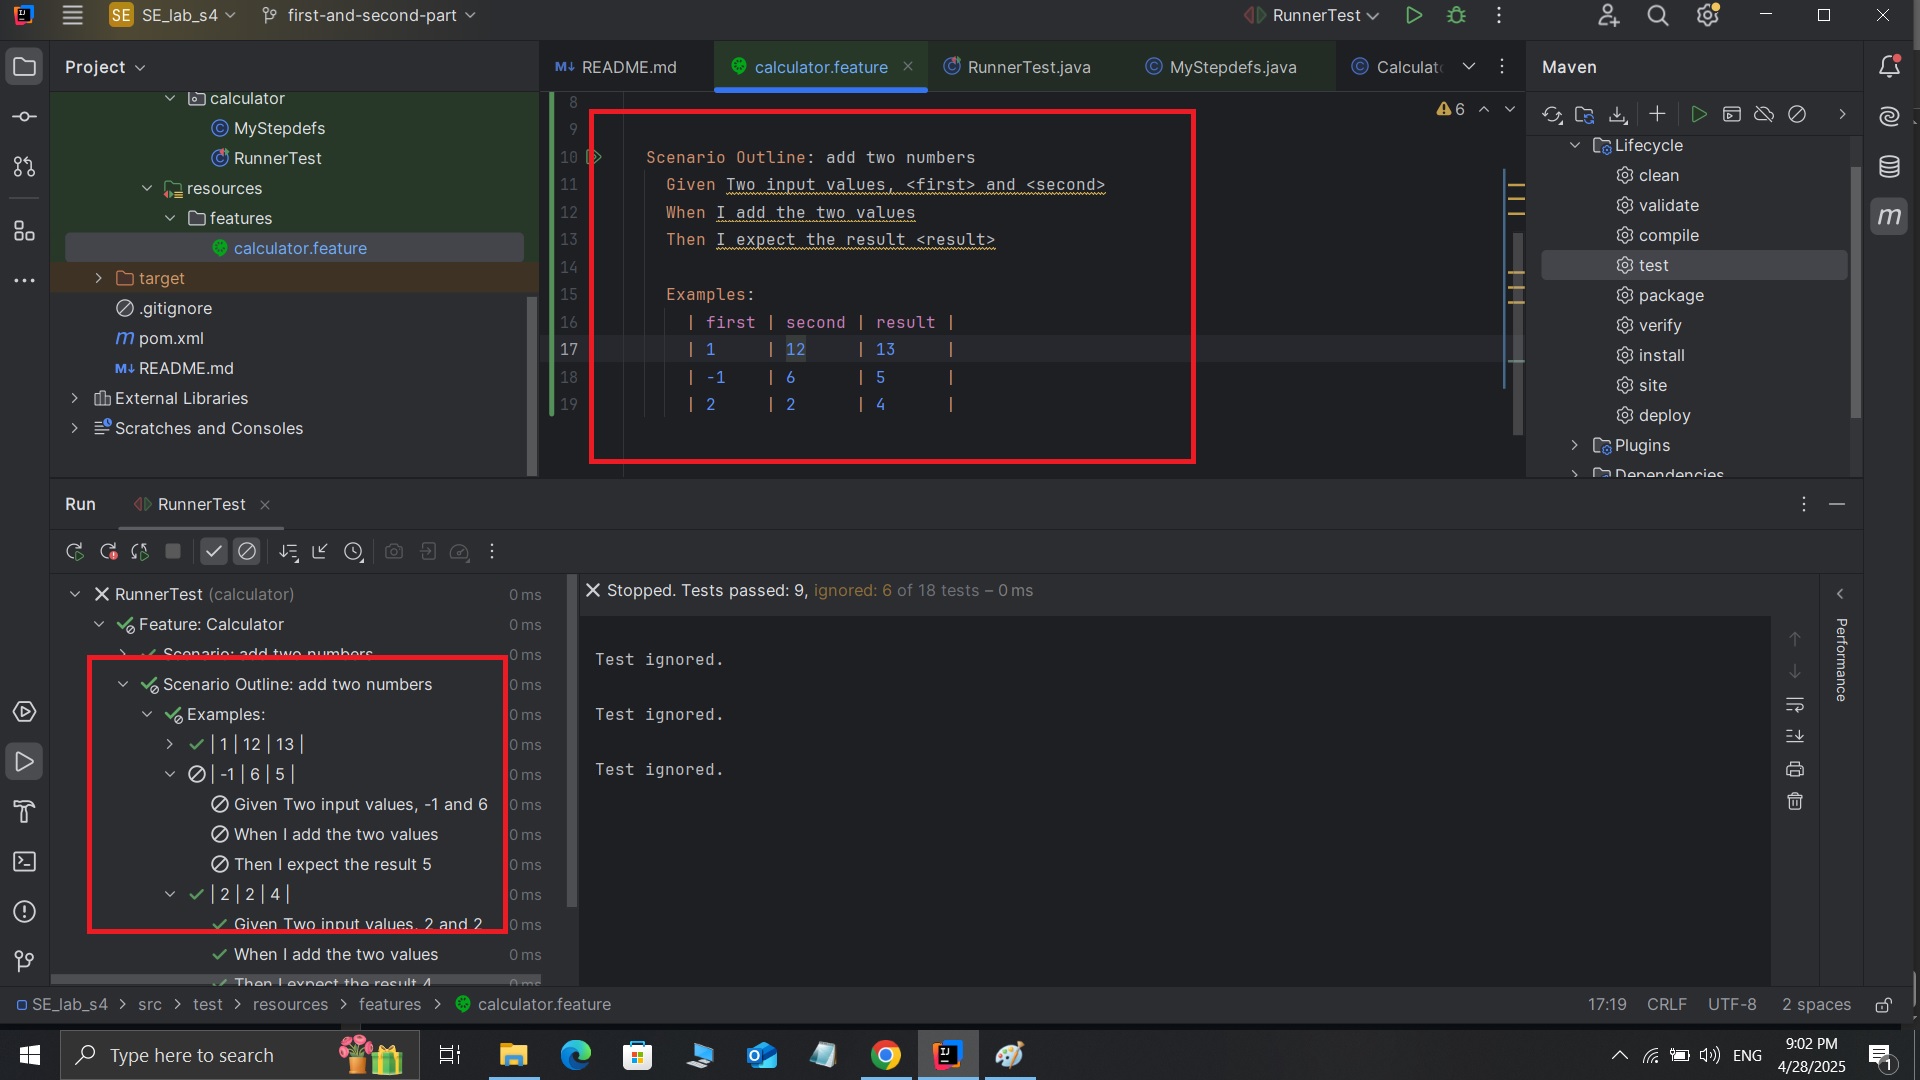 SE SE_lab_s4 first-and-second-part RunnerTest
Project
calculator
MyStepdefs
RunnerTest
resources
features
calculator.feature
target
.gitignore
pom.xml
README.md
External Libraries
Scratches and Consoles
README.md calculator.feature RunnerTest.java MyStepdefs.java Calculat
6
8
9
10 Scenario Outline: add two numbers
11 Given Two input values, <first> and <second>
12 When I add the two values
13 Then I expect the result <result>
14
15 Examples:
16 | first | second | result |
17 | 1 | 12 | 13 |
18 | -1 | 6 | 5 |
19 | 2 | 2 | 4 |
Maven
Lifecycle
clean
validate
compile
test
package
verify
install
site
deploy
Plugins
Dependencies
Run RunnerTest
RunnerTest (calculator) 0 ms
Feature: Calculator 0 ms
Scenario: add two numbers 0 ms
Scenario Outline: add two numbers 0 ms
Examples: 0 ms
| 1 | 12 | 13 | 0 ms
| -1 | 6 | 5 | 0 ms
Given Two input values, -1 and 6 0 ms
When I add the two values 0 ms
Then I expect the result 5 0 ms
| 2 | 2 | 4 | 0 ms
Given Two input values, 2 and 2 0 ms
When I add the two values 0 ms
Then I expect the result 4 0 ms
Stopped. Tests passed: 9, ignored: 6 of 18 tests – 0 ms
Test ignored.
Test ignored.
Test ignored.
Performance
SE_lab_s4 > src > test > resources > features > calculator.feature
17:19 CRLF UTF-8 2 spaces
Type here to search
ENG
9:02 PM
4/28/2025
1